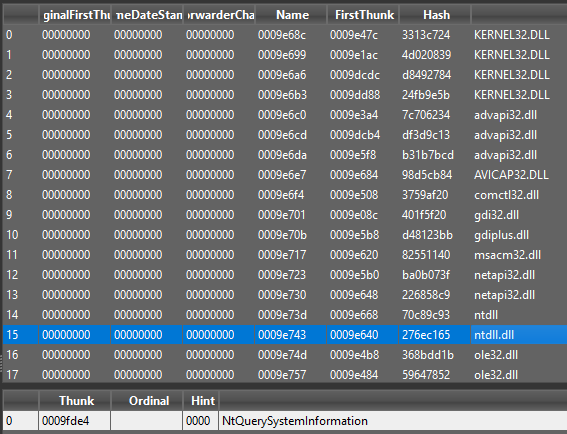 ginalFirstThu neDateStan orwarderCha Name FirstThunk Hash
0 00000000 00000000 00000000 0009e68c 0009e47c 3313c724 KERNEL32.DLL
1 00000000 00000000 00000000 0009e699 0009e1ac 4d020839 KERNEL32.DLL
2 00000000 00000000 00000000 0009e6a6 0009dcdc d8492784 KERNEL32.DLL
3 00000000 00000000 00000000 0009e6b3 0009dd88 24fb9e5b KERNEL32.DLL
4 00000000 00000000 00000000 0009e6c0 0009e3a4 7c706234 advapi32.dll
5 00000000 00000000 00000000 0009e6cd 0009dcb4 df3d9c13 advapi32.dll
6 00000000 00000000 00000000 0009e6da 0009e5f8 b31b7bcd advapi32.dll
7 00000000 00000000 00000000 0009e6e7 0009e684 98d5cb84 AVICAP32.DLL
8 00000000 00000000 00000000 0009e6f4 0009e508 3759af20 comctl32.dll
9 00000000 00000000 00000000 0009e701 0009e08c 401f5f20 gdi32.dll
10 00000000 00000000 00000000 0009e70b 0009e5b8 d48123bb gdiplus.dll
11 00000000 00000000 00000000 0009e717 0009e620 82551140 msacm32.dll
12 00000000 00000000 00000000 0009e723 0009e5b0 ba0b073f netapi32.dll
13 00000000 00000000 00000000 0009e730 0009e648 226858c9 netapi32.dll
14 00000000 00000000 00000000 0009e73d 0009e668 70c89c93 ntdll
15 00000000 00000000 00000000 0009e743 0009e640 276ec165 ntdll.dll
16 00000000 00000000 00000000 0009e74d 0009e4b8 368bdd1b ole32.dll
17 00000000 00000000 00000000 0009e757 0009e484 59647852 ole32.dll
Thunk Ordinal Hint
0 0009fde4 0000 NtQuerySystemInformation